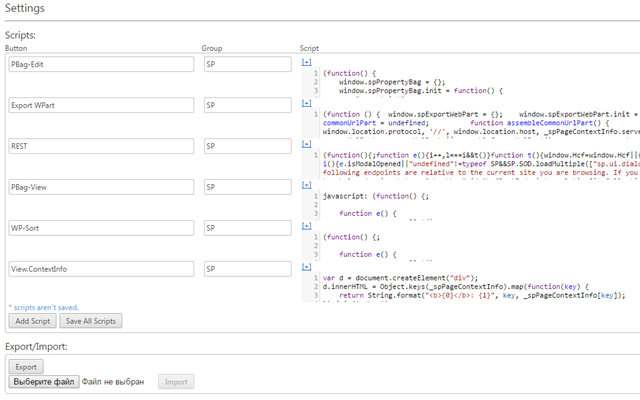 Settings
Scripts:
Button Group Script
PBag-Edit SP [+]
1 (function() {
2 window.spPropertyBag = {};
3 window.spPropertyBag.init = function() {
Export WPart SP [+]
1 (function () { window.spExportWebPart = {}; window.spExportWebPart.init =
commonUrlPart = undefined; function assembleCommonUrlPart() {
window.location.protocol, '//', window.location.host, _spPageContextInfo.serve
REST SP [+]
1 (function(){;function e(){i++,l===i&&t()}function t(){window.Mcf=window.Mcf||
i(){e.isModalOpened||"undefined"!=typeof SP&&SP.SOD.loadMultiple(["sp.ui.dialo
following endpoints are relative to the current site you are browsing. If you
PBag-View SP [+]
1 javascript: (function() {;
2
3 function e() {
WP-Sort SP [+]
1 (function() {;
2
3 function e() {
View.ContextInfo SP [+]
1 var d = document.createElement("div");
2 d.innerHTML = Object.keys(_spPageContextInfo).map(function(key) {
3 return String.format("<b>{0}</b>: {1}", key, _spPageContextInfo[key]);
* scripts aren't saved.
Add Script Save All Scripts
Export/Import:
Export
Выберите файл Файл не выбран Import